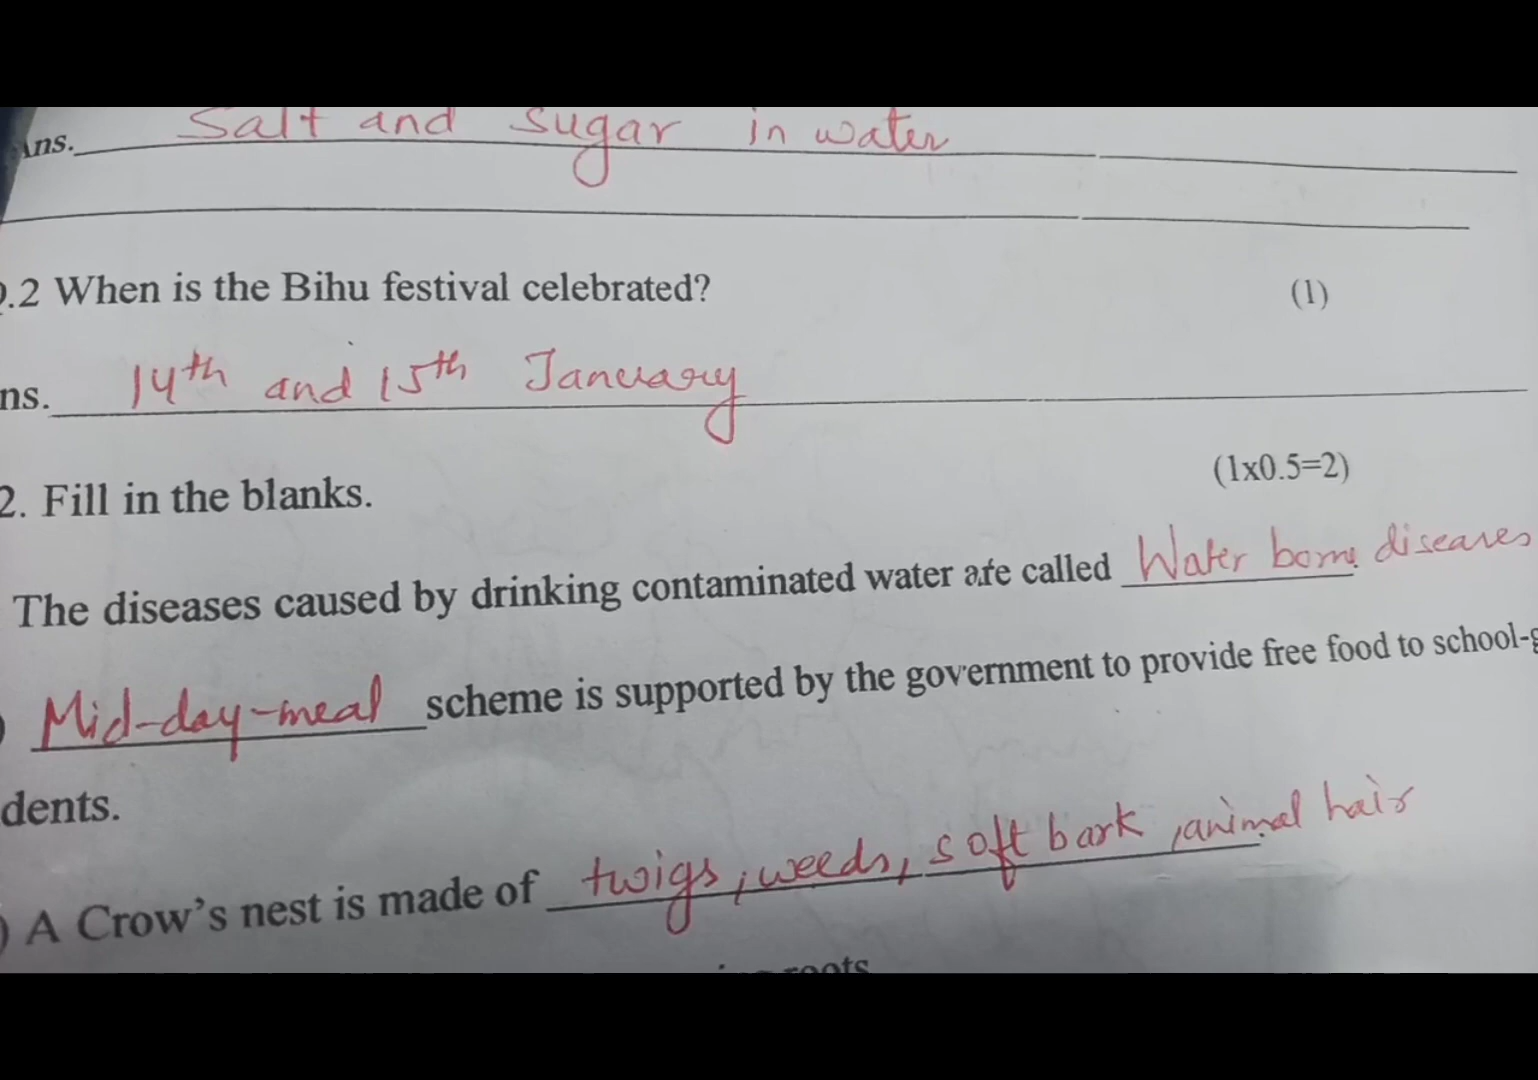 Ans. Salt and sugar in water
.2 When is the Bihu festival celebrated? (1)
ns. 14th and 15th January
2. Fill in the blanks. (1x0.5=2)
The diseases caused by drinking contaminated water are called Water borne diseases
) Mid-day-meal scheme is supported by the government to provide free food to school-g
dents.
) A Crow's nest is made of twigs, weeds, soft bark, animal hair
roots